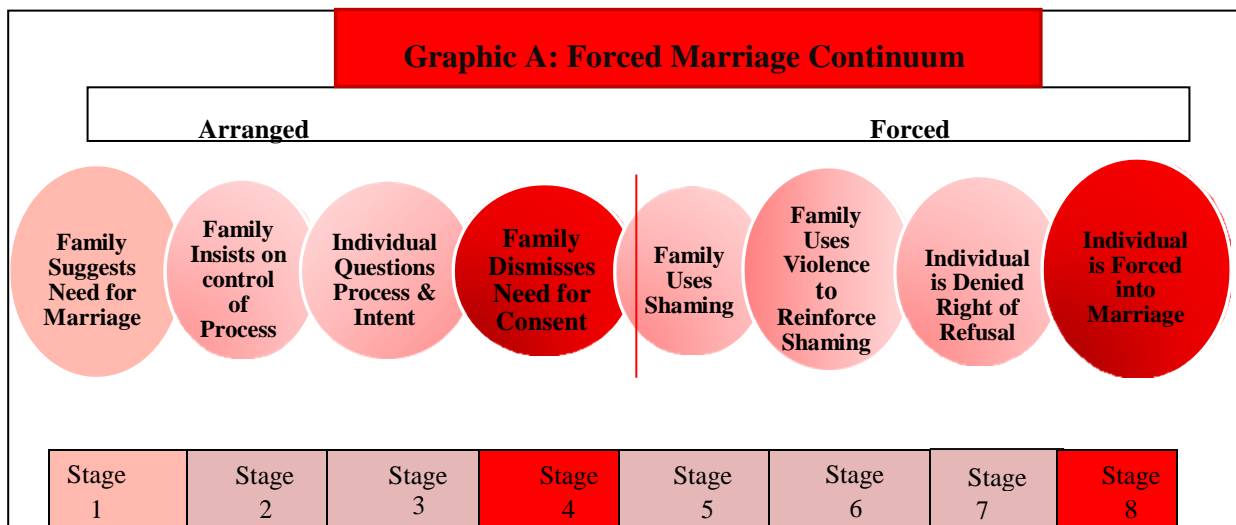 Graphic A: Forced Marriage Continuum
Arranged
Forced
Family
Suggests
Need for
Marriage
Family
Insists on
control
of
Process
Individual
Questions
Process &
Intent
Family
Dismisses
Need for
Consent
Family
Uses
Shaming
Family
Uses
Violence
to
Reinforce
Shaming
Individual
is Denied
Right of
Refusal
Individual
is Forced
into
Marriage
Stage
1
Stage
2
Stage
3
Stage
4
Stage
5
Stage
6
Stage
7
Stage
8